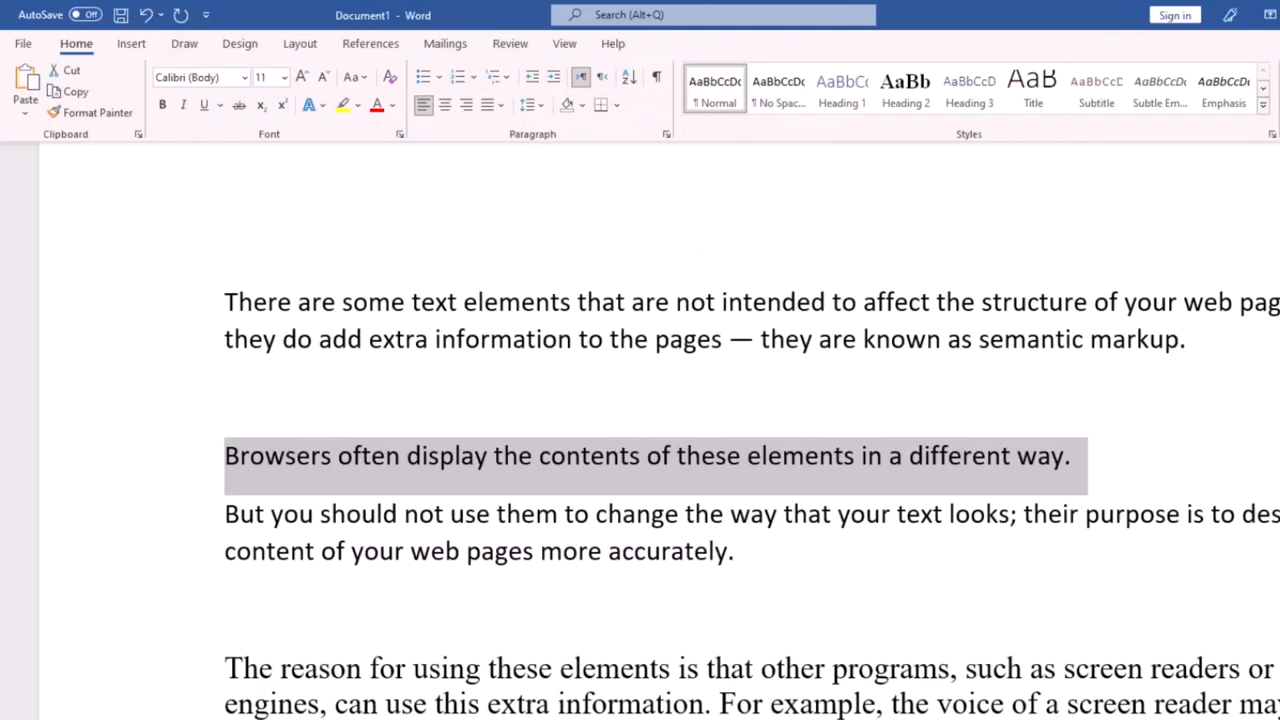 AutoSave Off Document1 - Word Search (Alt+Q) Sign in
File Home Insert Draw Design Layout References Mailings Review View Help
Paste
Cut
Copy
Format Painter
Clipboard
Calibri (Body) 11
Font
Paragraph
AaBbCcDc AaBbCcDc AaBbC AaBb AaBbCcD AaB AaBbCcD AaBbCcDc AaBbCcDc
¶ Normal ¶ No Spac... Heading 1 Heading 2 Heading 3 Title Subtitle Subtle Em... Emphasis
Styles
There are some text elements that are not intended to affect the structure of your web pag
they do add extra information to the pages — they are known as semantic markup.
Browsers often display the contents of these elements in a different way.
But you should not use them to change the way that your text looks; their purpose is to des
content of your web pages more accurately.
The reason for using these elements is that other programs, such as screen readers or
engines, can use this extra information. For example, the voice of a screen reader ma